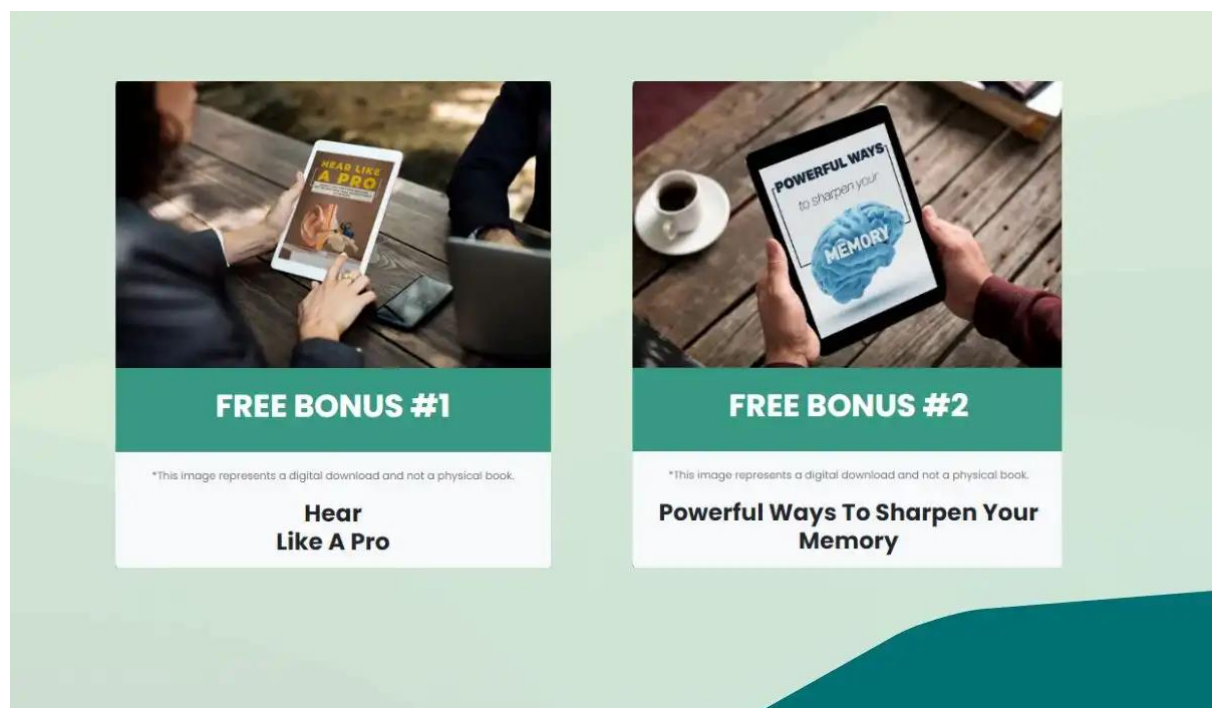 HEAR LIKE
A PRO
POWERFUL WAYS
to sharpen your
MEMORY
FREE BONUS #1
*This image represents a digital download and not a physical book.
Hear
Like A Pro
FREE BONUS #2
*This image represents a digital download and not a physical book.
Powerful Ways To Sharpen Your
Memory